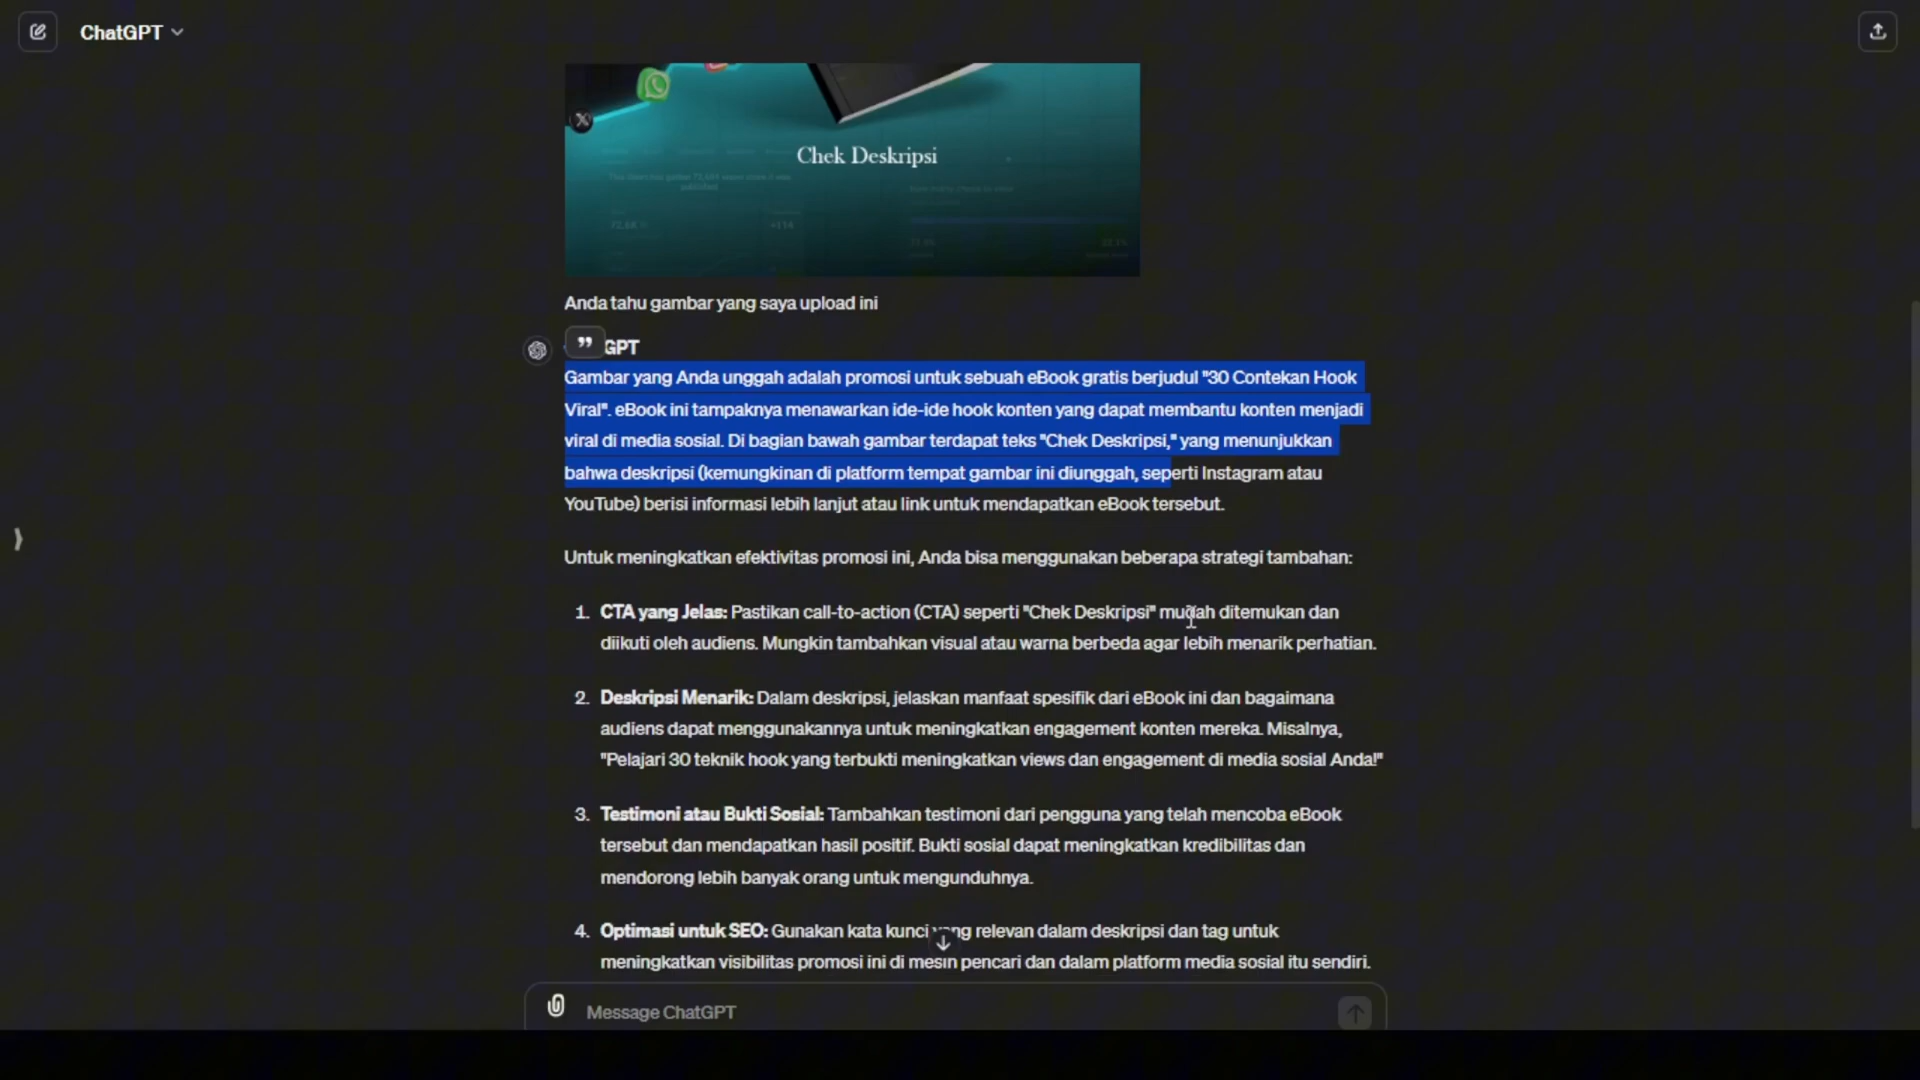 ChatGPT
Chek Deskripsi
Anda tahu gambar yang saya upload ini
GPT
Gambar yang Anda unggah adalah promosi untuk sebuah eBook gratis berjudul "30 Contekan Hook
Viral". eBook ini tampaknya menawarkan ide-ide hook konten yang dapat membantu konten menjadi
viral di media sosial. Di bagian bawah gambar terdapat teks "Chek Deskripsi," yang menunjukkan
bahwa deskripsi (kemungkinan di platform tempat gambar ini diunggah, seperti Instagram atau
YouTube) berisi informasi lebih lanjut atau link untuk mendapatkan eBook tersebut.
Untuk meningkatkan efektivitas promosi ini, Anda bisa menggunakan beberapa strategi tambahan:
1. CTA yang Jelas: Pastikan call-to-action (CTA) seperti "Chek Deskripsi" mudah ditemukan dan
diikuti oleh audiens. Mungkin tambahkan visual atau warna berbeda agar lebih menarik perhatian.
2. Deskripsi Menarik: Dalam deskripsi, jelaskan manfaat spesifik dari eBook ini dan bagaimana
audiens dapat menggunakannya untuk meningkatkan engagement konten mereka. Misalnya,
"Pelajari 30 teknik hook yang terbukti meningkatkan views dan engagement di media sosial Anda!"
3. Testimoni atau Bukti Sosial: Tambahkan testimoni dari pengguna yang telah mencoba eBook
tersebut dan mendapatkan hasil positif. Bukti sosial dapat meningkatkan kredibilitas dan
mendorong lebih banyak orang untuk mengunduhnya.
4. Optimasi untuk SEO: Gunakan kata kunci yang relevan dalam deskripsi dan tag untuk
meningkatkan visibilitas promosi ini di mesin pencari dan dalam platform media sosial itu sendiri.
Message ChatGPT